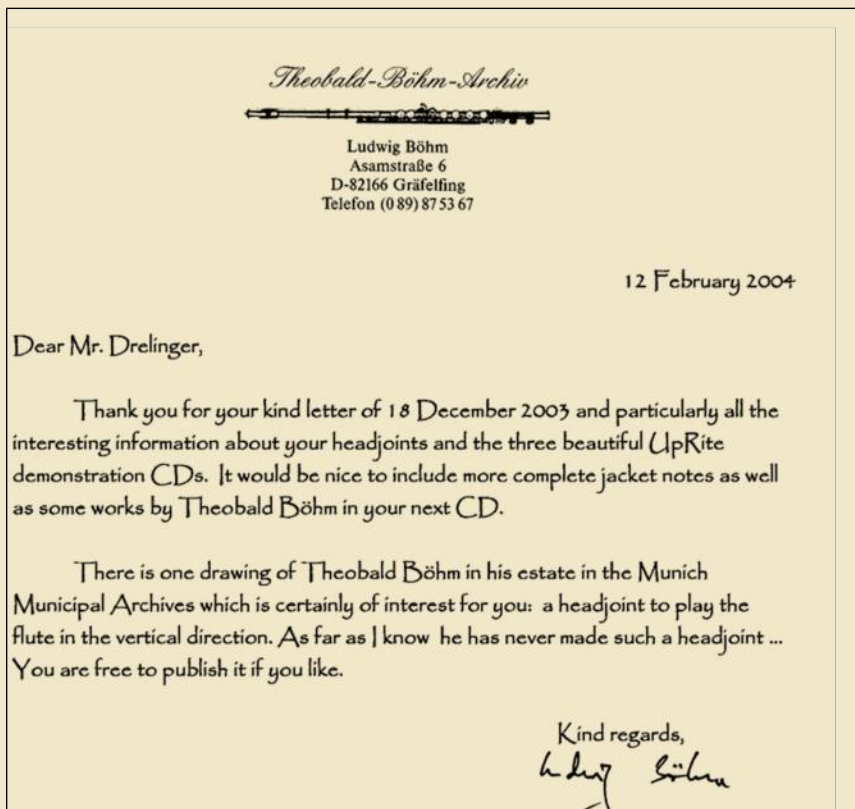 Theobald-Böhm-Archiv
Ludwig Böhm
Asamstraße 6
D-82166 Gräfelfing
Telefon (0 89) 87 53 67
12 February 2004
Dear Mr. Drelinger,
Thank you for your kind letter of 18 December 2003 and particularly all the
interesting information about your headjoints and the three beautiful UpRite
demonstration CDs. It would be nice to include more complete jacket notes as well
as some works by Theobald Böhm in your next CD.
There is one drawing of Theobald Böhm in his estate in the Munich
Municipal Archives which is certainly of interest for you: a headjoint to play the
flute in the vertical direction. As far as I know he has never made such a headjoint ...
You are free to publish it if you like.
Kind regards,
Ludwig Böhm